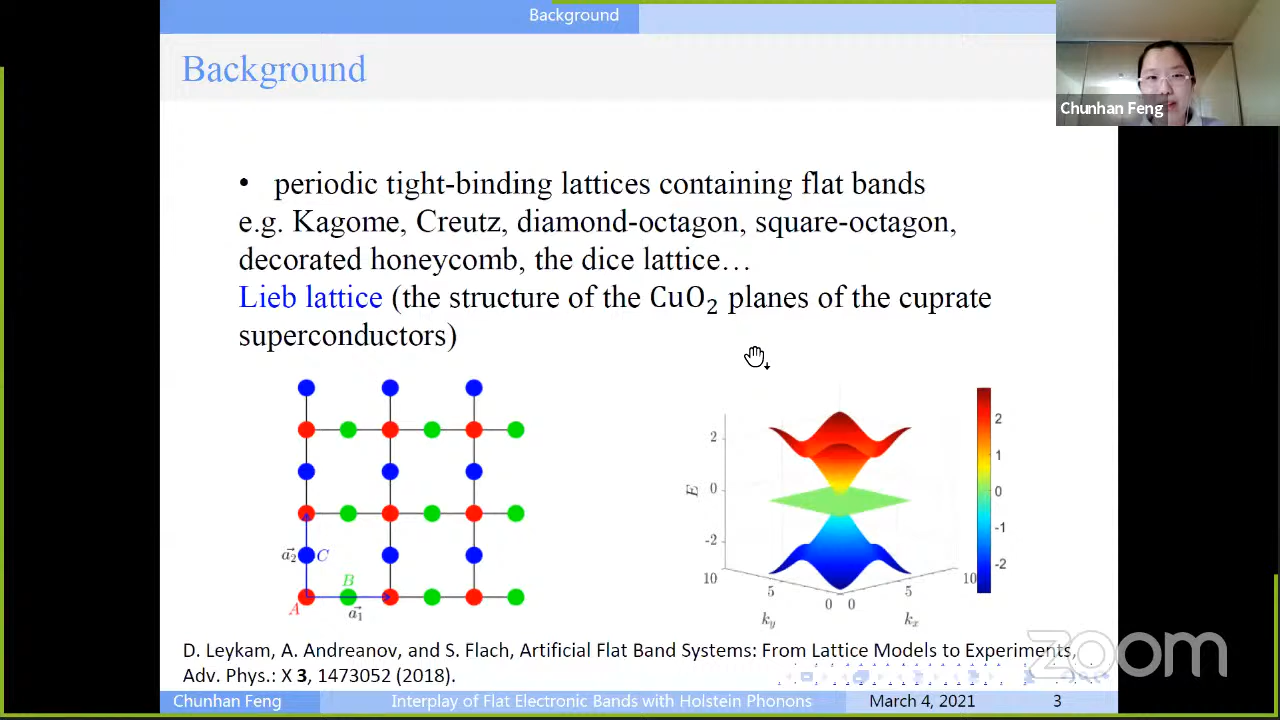 Background
Background
Chunhan Feng
• periodic tight-binding lattices containing flat bands
e.g. Kagome, Creutz, diamond-octagon, square-octagon,
decorated honeycomb, the dice lattice…
Lieb lattice (the structure of the CuO₂ planes of the cuprate
superconductors)
a⃗₂ C
B
A
a⃗₁
2
0
-2
E
10
5
0
0
5
10
k_y
k_x
2
1
0
-1
-2
D. Leykam, A. Andreanov, and S. Flach, Artificial Flat Band Systems: From Lattice Models to Experiments,
Adv. Phys.: X 3, 1473052 (2018).
zoom
Chunhan Feng Interplay of Flat Electronic Bands with Holstein Phonons March 4, 2021 3